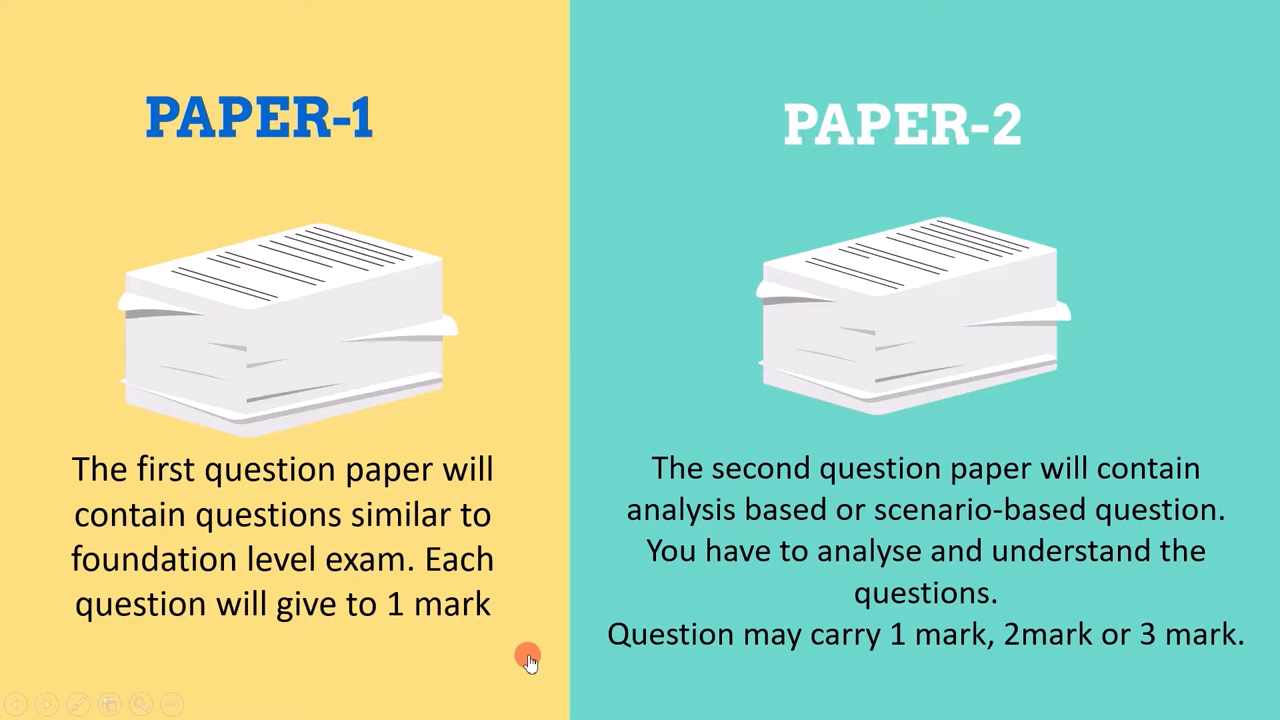 PAPER-1
The first question paper will
contain questions similar to
foundation level exam. Each
question will give to 1 mark
PAPER-2
The second question paper will contain
analysis based or scenario-based question.
You have to analyse and understand the
questions.
Question may carry 1 mark, 2mark or 3 mark.